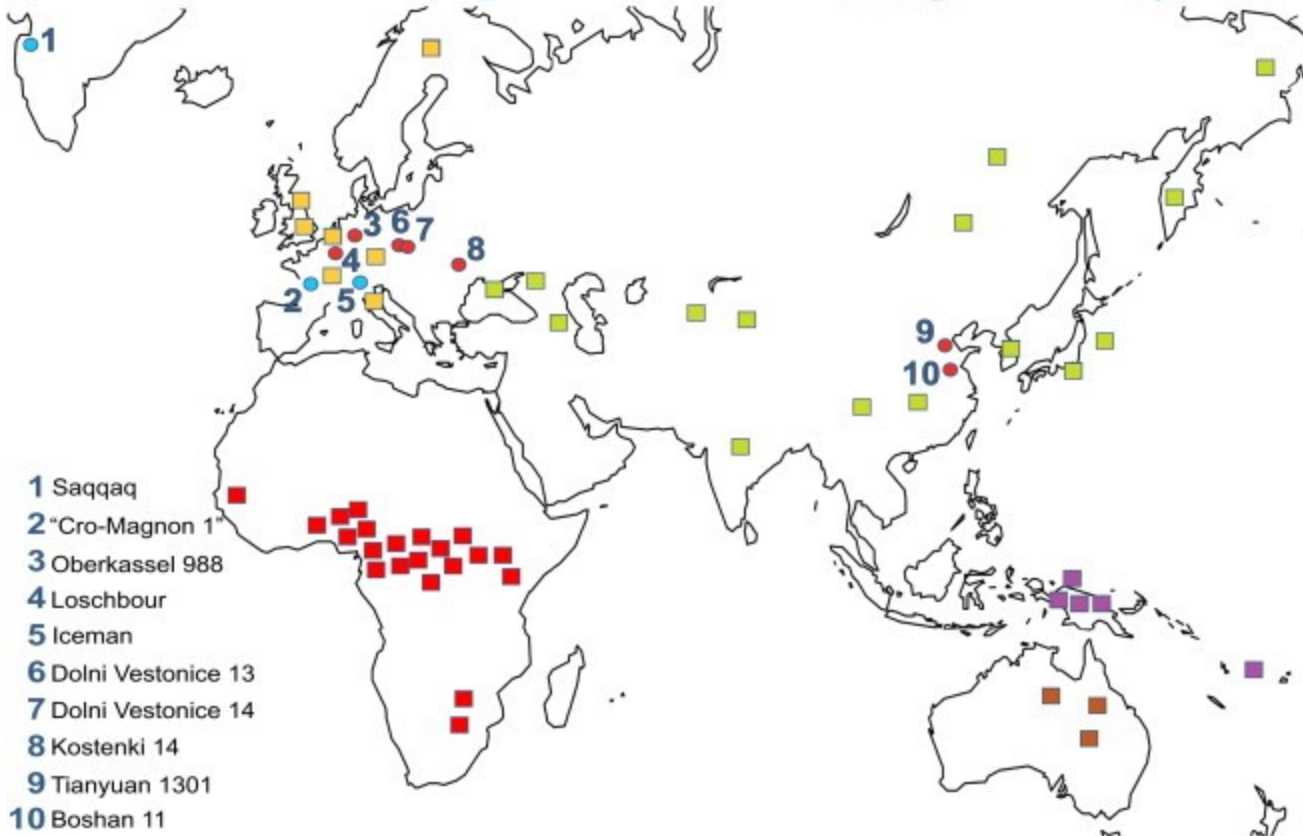 1
3
6
7
8
4
2
5
9
10
1 Saqqaq
2 "Cro-Magnon 1"
3 Oberkassel 988
4 Loschbour
5 Iceman
6 Dolni Vestonice 13
7 Dolni Vestonice 14
8 Kostenki 14
9 Tianyuan 1301
10 Boshan 11